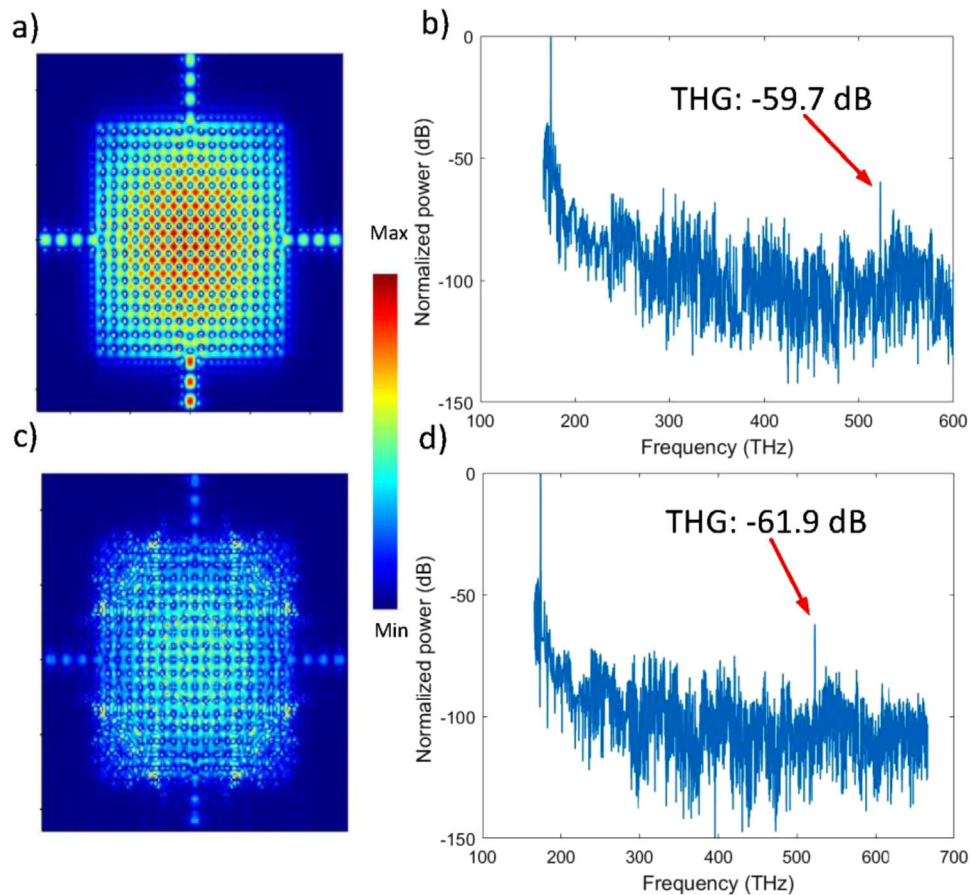 a)
b)
0
-50
-100
-150
Normalized power (dB)
THG: -59.7 dB
100
200
300
400
500
600
Frequency (THz)
Max
Min
c)
d)
0
-50
-100
-150
Normalized power (dB)
THG: -61.9 dB
100
200
300
400
500
600
700
Frequency (THz)